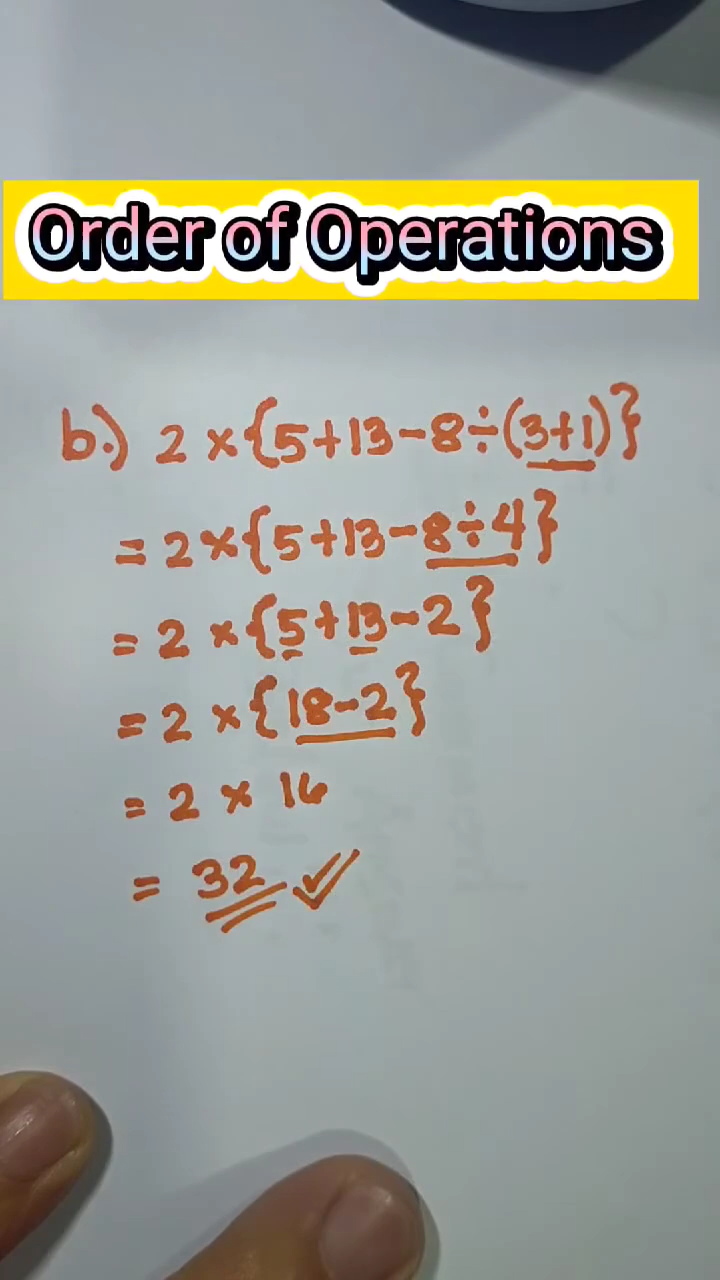 Order of Operations
b.) 2 × {5+13-8÷(3+1)}
= 2 × {5+13-8÷4}
= 2 × {5+13-2}
= 2 × {18-2}
= 2 × 16
= 32 ✓